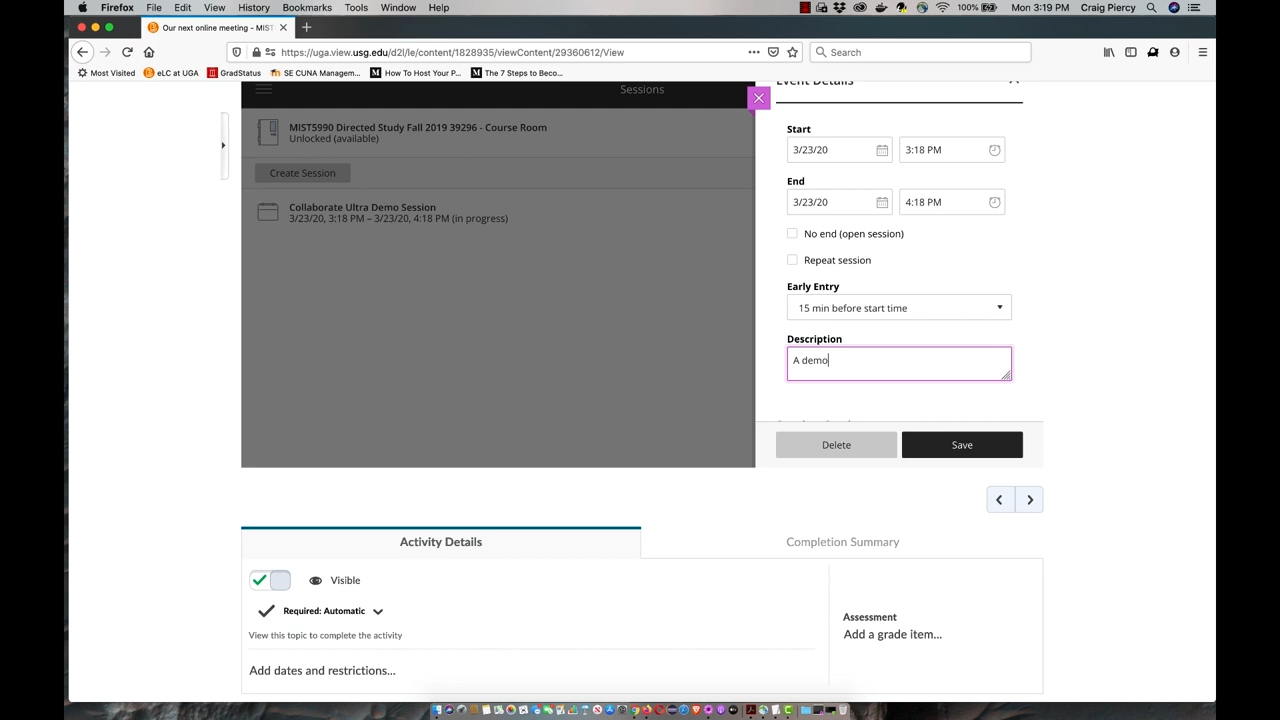 Firefox File Edit View History Bookmarks Tools Window Help 100% Mon 3:19 PM Craig Piercy
Our next online meeting - MIST
https://uga.view.usg.edu/d2l/le/content/1828935/viewContent/29360612/View
Search
Most Visited eLC at UGA GradStatus SE CUNA Managem... How To Host Your P... The 7 Steps to Beco...
Sessions
MIST5990 Directed Study Fall 2019 39296 - Course Room
Unlocked (available)
Create Session
Collaborate Ultra Demo Session
3/23/20, 3:18 PM – 3/23/20, 4:18 PM (in progress)
Event Details
Start
3/23/20 3:18 PM
End
3/23/20 4:18 PM
No end (open session)
Repeat session
Early Entry
15 min before start time
Description
A demo
Delete Save
Activity Details Completion Summary
Visible
Required: Automatic
View this topic to complete the activity
Add dates and restrictions...
Assessment
Add a grade item...